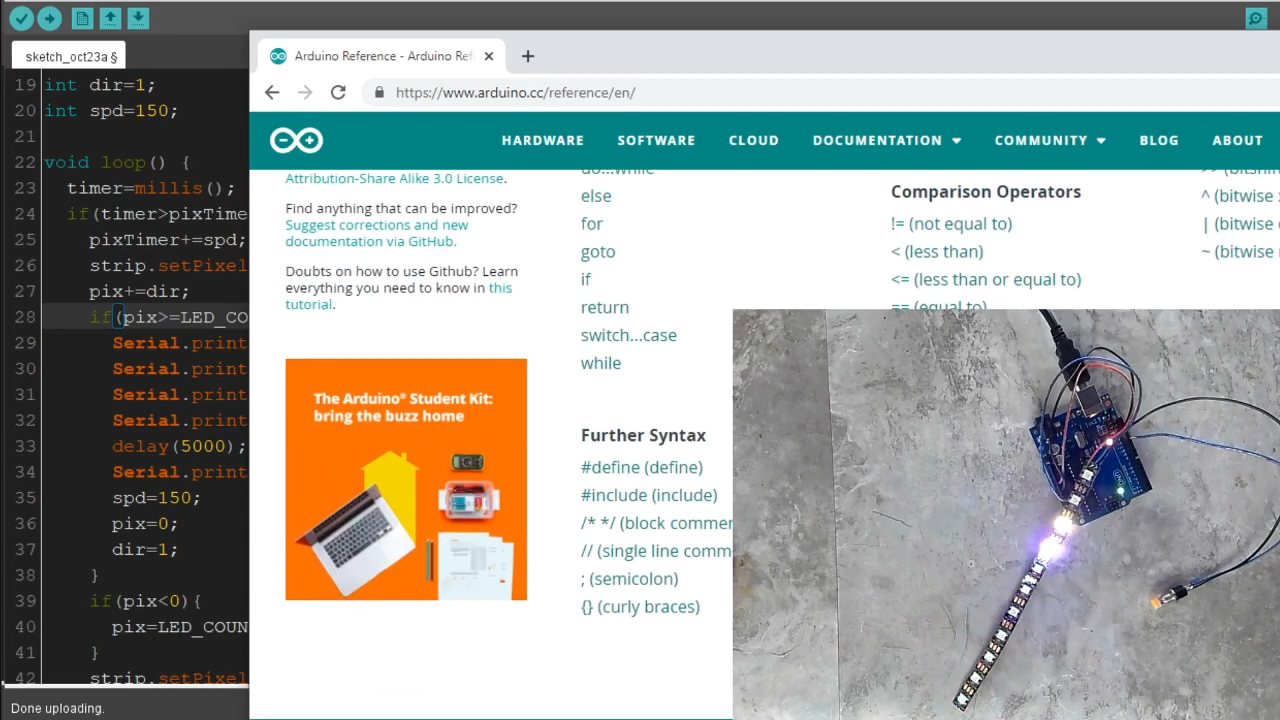 sketch_oct23a §
19 int dir=1;
20 int spd=150;
21
22 void loop() {
23 timer=millis();
24 if(timer>pixTime
25 pixTimer+=spd;
26 strip.setPixel
27 pix+=dir;
28 if(pix>=LED_CO
29 Serial.print
30 Serial.print
31 Serial.print
32 Serial.print
33 delay(5000);
34 Serial.print
35 spd=150;
36 pix=0;
37 dir=1;
38 }
39 if(pix<0){
40 pix=LED_COUN
41 }
42 strip.setPixel
Done uploading.
Arduino Reference - Arduino Ref
https://www.arduino.cc/reference/en/
HARDWARE SOFTWARE CLOUD DOCUMENTATION COMMUNITY BLOG ABOUT
Attribution-Share Alike 3.0 License.
Find anything that can be improved?
Suggest corrections and new
documentation via GitHub.
Doubts on how to use Github? Learn
everything you need to know in this
tutorial.
The Arduino® Student Kit:
bring the buzz home
do...while
else
for
goto
if
return
switch...case
while
Further Syntax
#define (define)
#include (include)
/* */ (block comme
// (single line comm
; (semicolon)
{} (curly braces)
Comparison Operators
!= (not equal to)
< (less than)
<= (less than or equal to)
== (equal to)
^ (bitwise x
| (bitwise
~ (bitwise